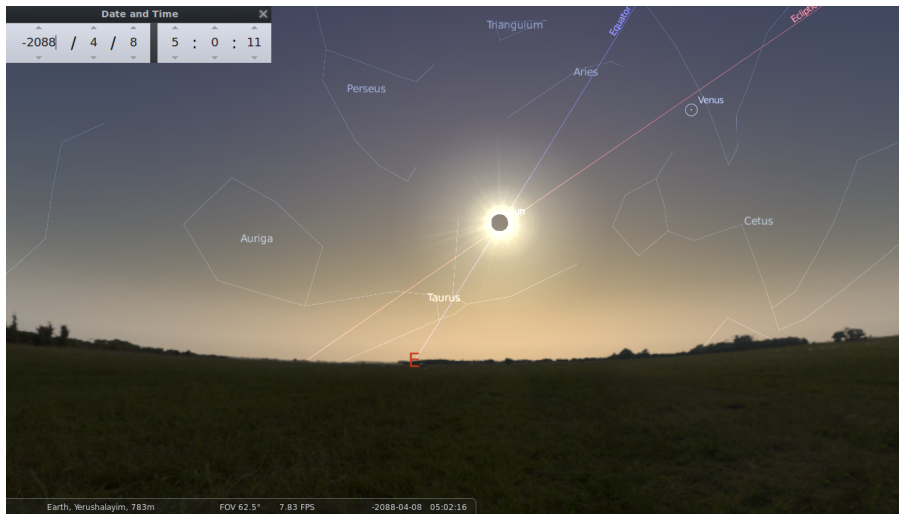 Date and Time
-2088 / 4 / 8 5 : 0 : 11
Triangulum
Equator
Aries
Perseus
Venus
Auriga
Cetus
Taurus
E
Earth, Yerushalayim, 783m FOV 62.5° 7.83 FPS -2088-04-08 05:02:16